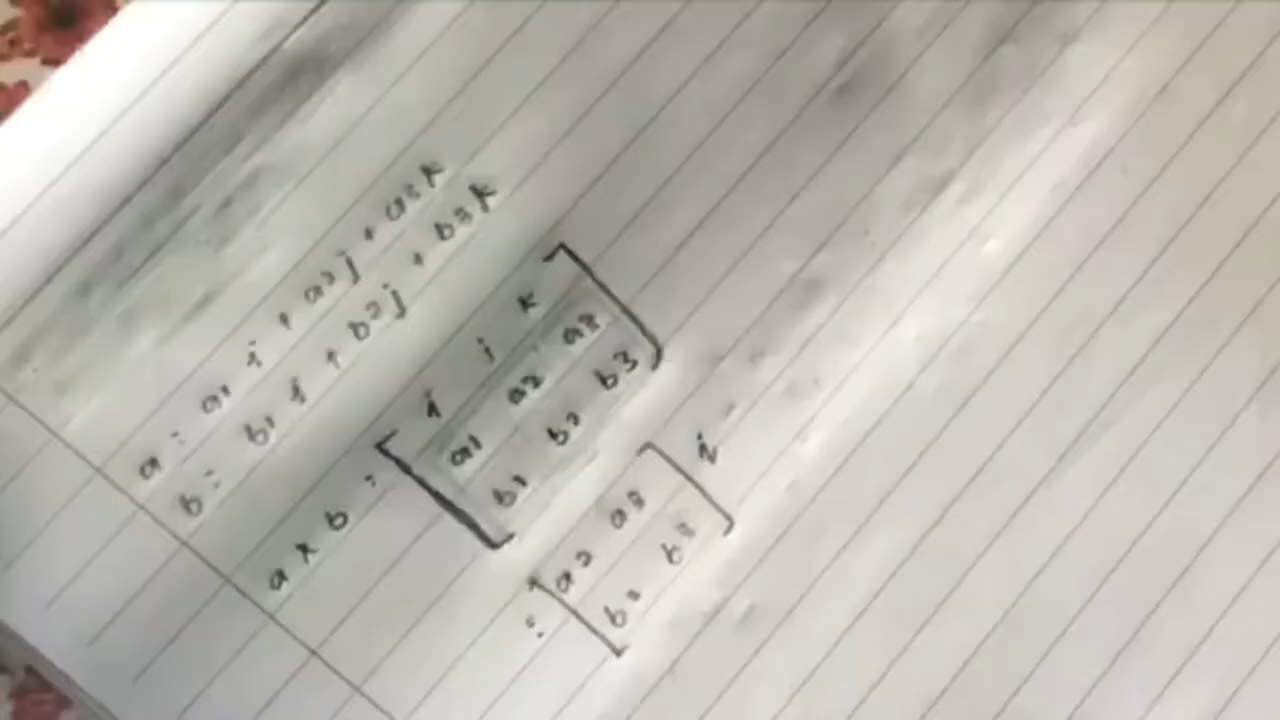 a = a1 i + a2 j + a3 k
b = b1 i + b2 j + b3 k
a x b = [ i j k
a1 a2 a3
b1 b2 b3 ]
= [ a2 a3
b2 b3 ] i -